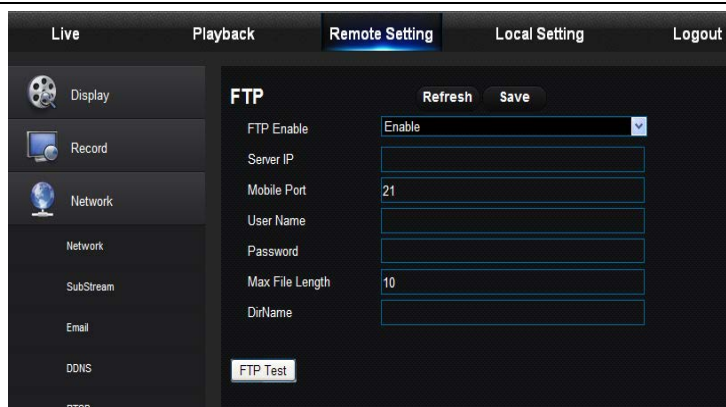 Live Playback Remote Setting Local Setting Logout
Display
Record
Network
Network
SubStream
Email
DDNS
FTP Refresh Save
FTP Enable Enable
Server IP
Mobile Port 21
User Name
Password
Max File Length 10
DirName
FTP Test